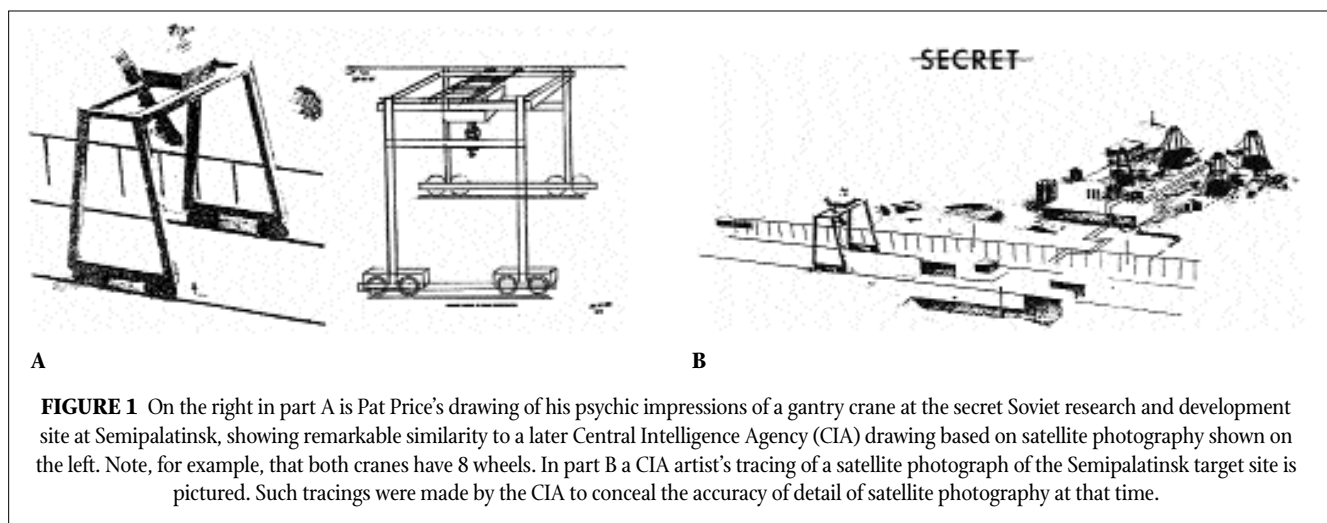 SECRET
A
B
FIGURE 1 On the right in part A is Pat Price’s drawing of his psychic impressions of a gantry crane at the secret Soviet research and development
site at Semipalatinsk, showing remarkable similarity to a later Central Intelligence Agency (CIA) drawing based on satellite photography shown on
the left. Note, for example, that both cranes have 8 wheels. In part B a CIA artist’s tracing of a satellite photograph of the Semipalatinsk target site is
pictured. Such tracings were made by the CIA to conceal the accuracy of detail of satellite photography at that time.